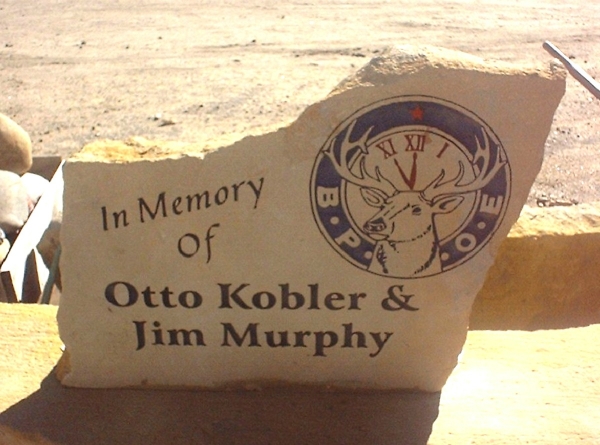 In Memory
Of
XI XII I
B.P.O.E
Otto Kobler &
Jim Murphy